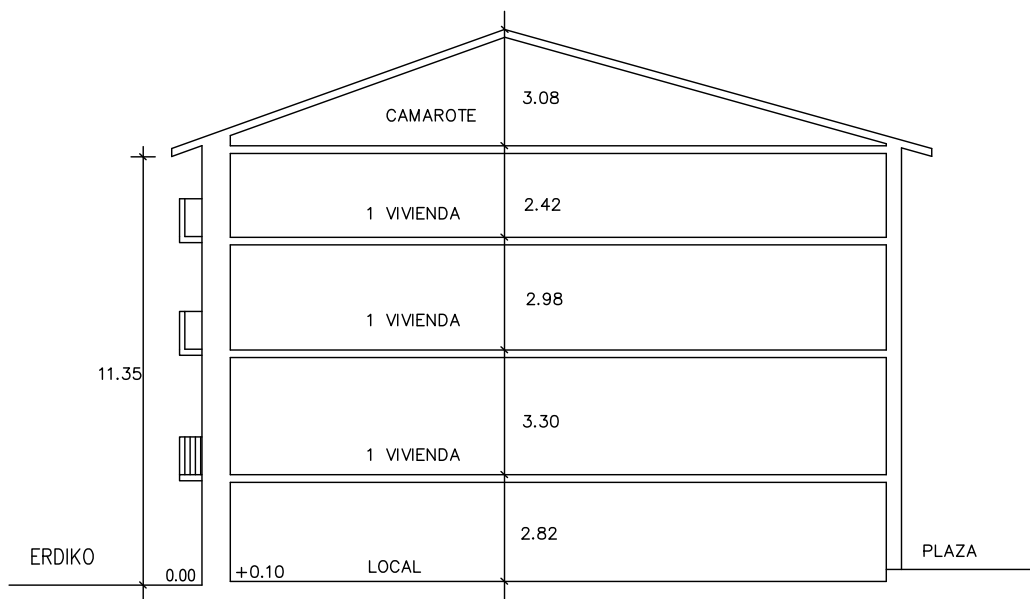 3.08
CAMAROTE
2.42
1 VIVIENDA
2.98
1 VIVIENDA
11.35
3.30
1 VIVIENDA
2.82
ERDIKO
PLAZA
0.00
+0.10
LOCAL